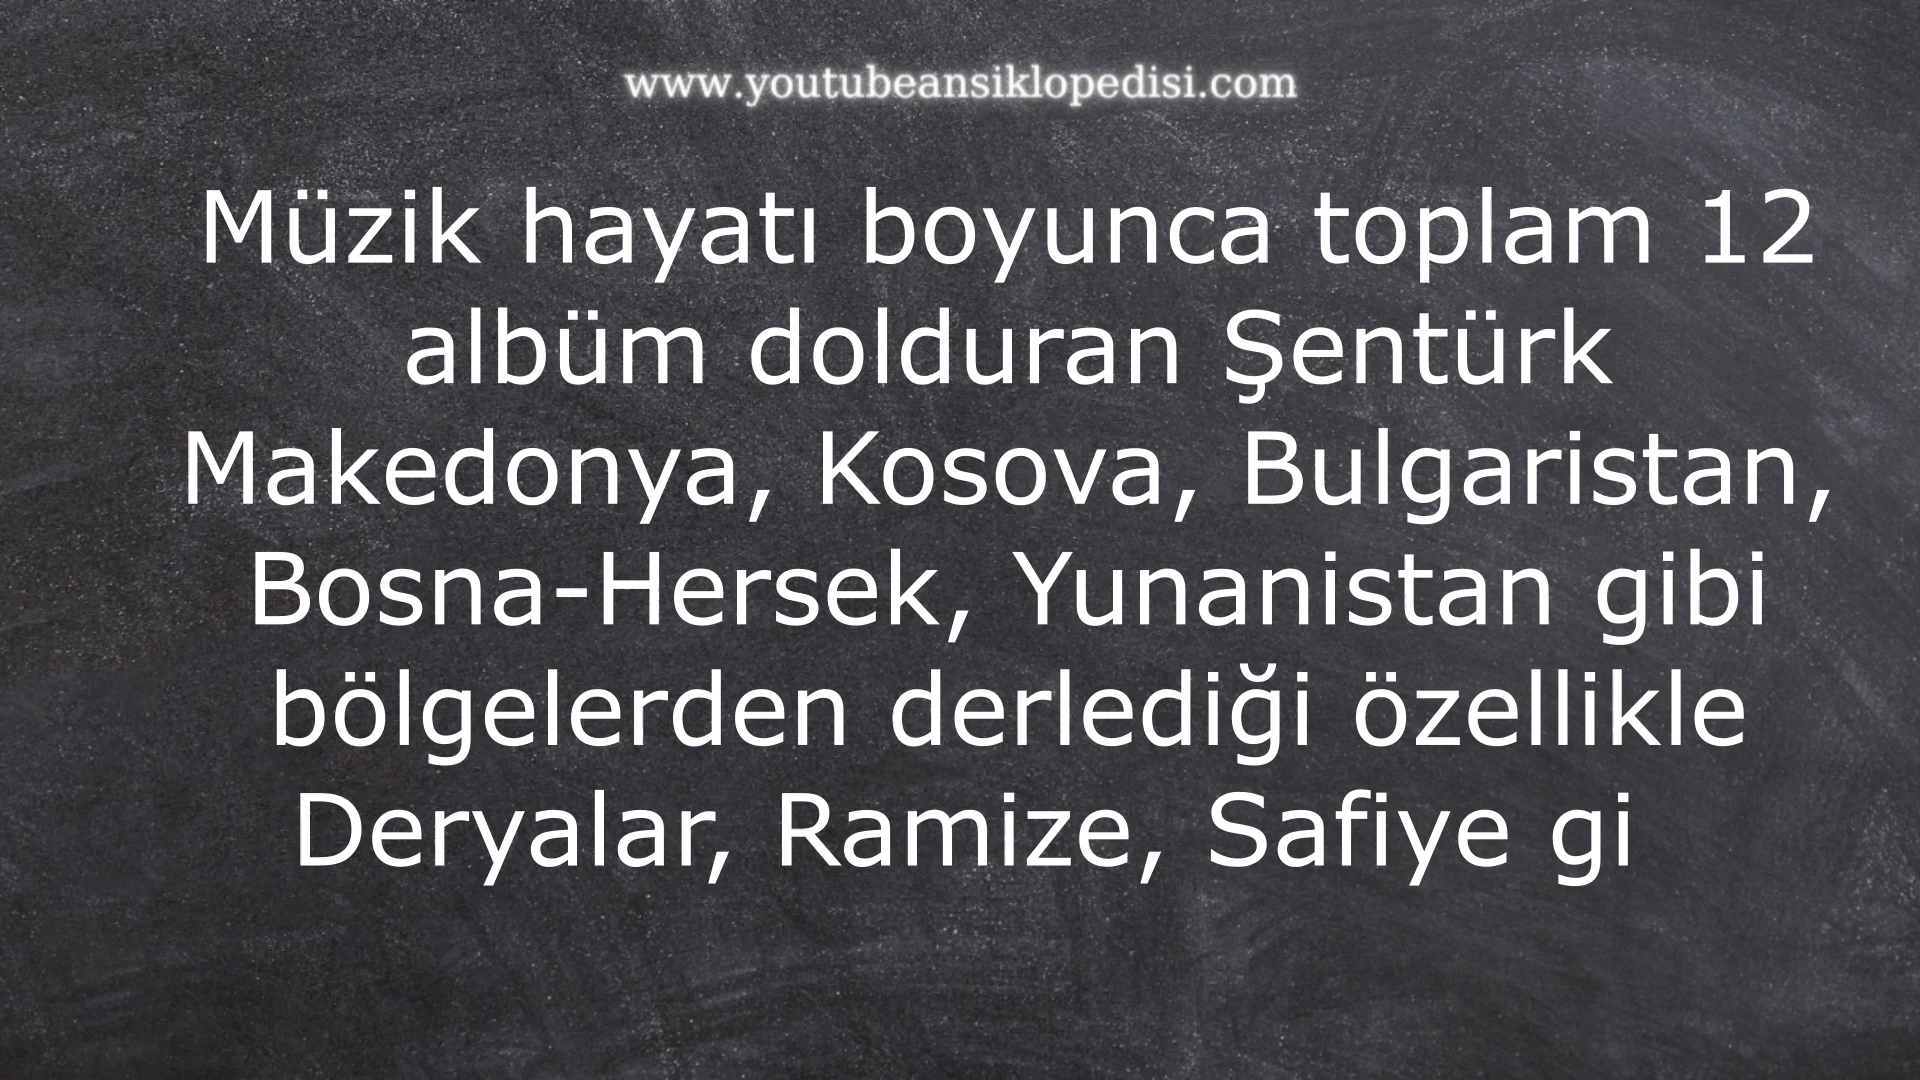 www.youtubeansiklopedisi.com
Müzik hayatı boyunca toplam 12
albüm dolduran Şentürk
Makedonya, Kosova, Bulgaristan,
Bosna-Hersek, Yunanistan gibi
bölgelerden derlediği özellikle
Deryalar, Ramize, Safiye gi